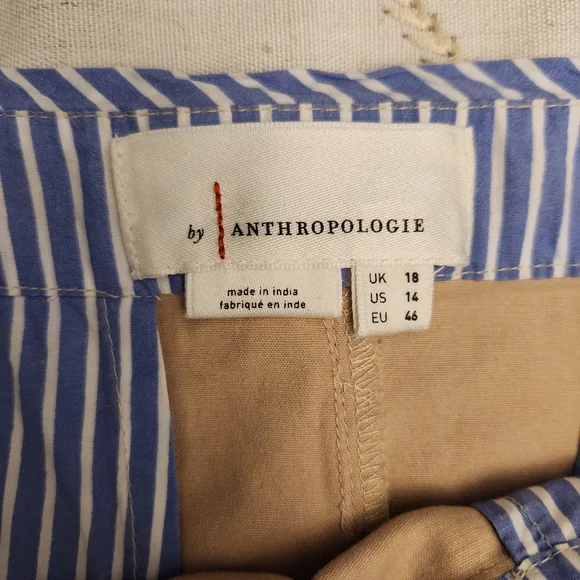 by ANTHROPOLOGIE
made in india
fabriqué en inde
UK 18
US 14
EU 46